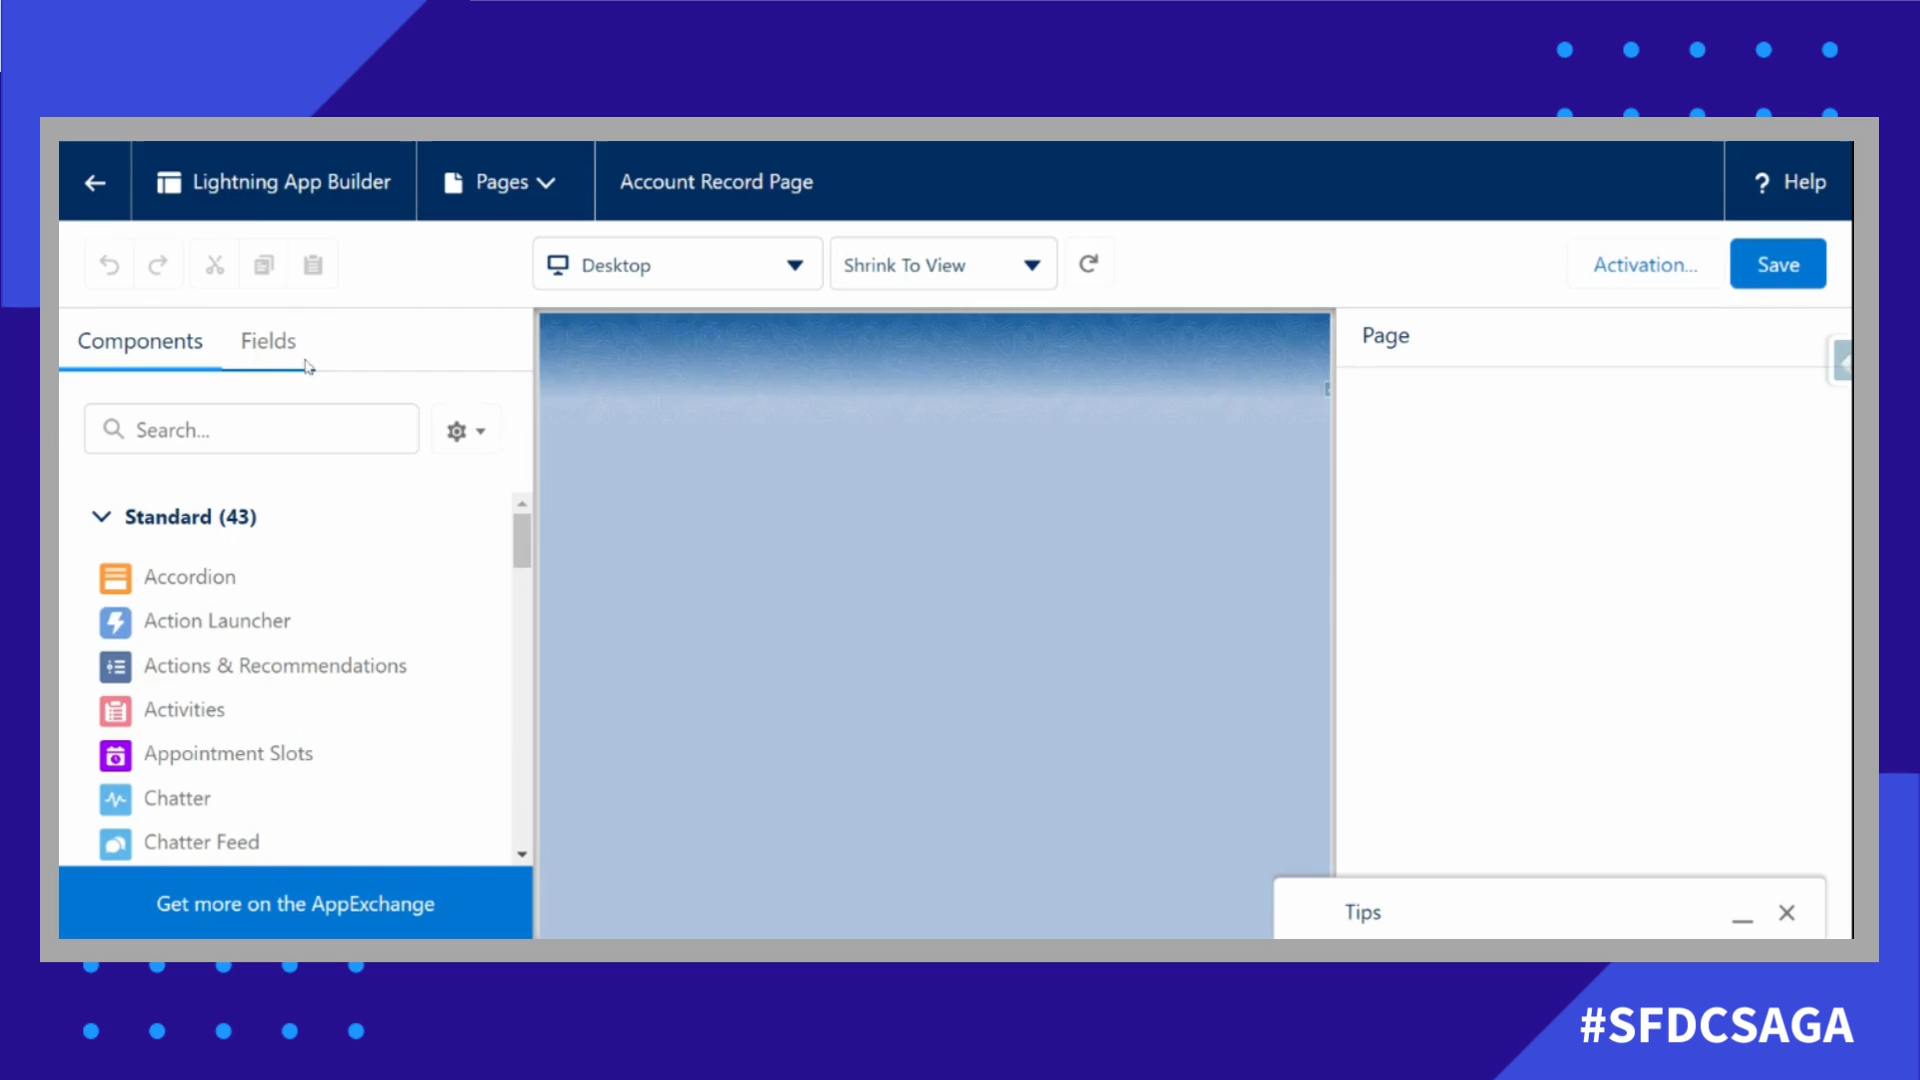 Lightning App Builder
Pages
Account Record Page
? Help
Desktop
Shrink To View
Activation...
Save
Components
Fields
Page
Search...
Standard (43)
Accordion
Action Launcher
Actions & Recommendations
Activities
Appointment Slots
Chatter
Chatter Feed
Get more on the AppExchange
Tips
#SFDCSAGA